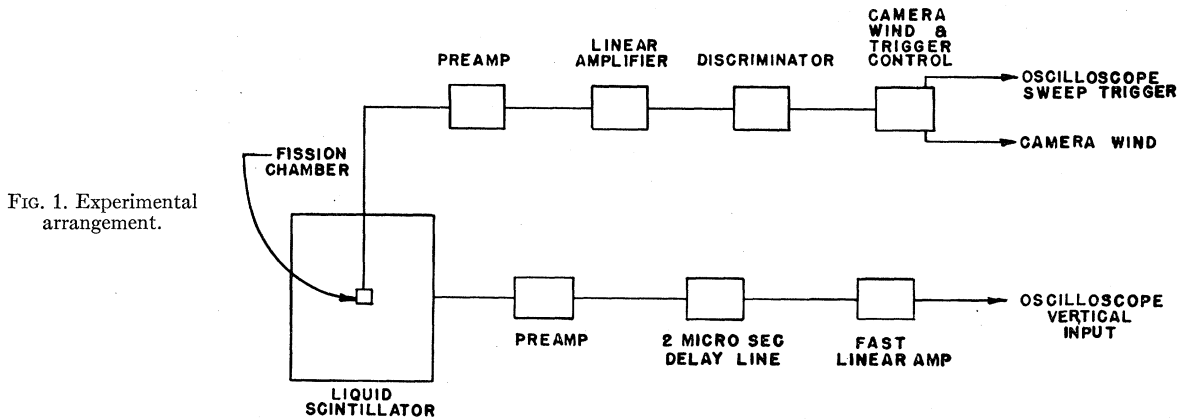 CAMERA
WIND &
TRIGGER
CONTROL
LINEAR
AMPLIFIER
PREAMP
DISCRIMINATOR
OSCILLOSCOPE
SWEEP TRIGGER
CAMERA WIND
FISSION
CHAMBER
FIG. 1. Experimental
arrangement.
OSCILLOSCOPE
VERTICAL
INPUT
PREAMP
2 MICRO SEC
DELAY LINE
FAST
LINEAR AMP
LIQUID
SCINTILLATOR